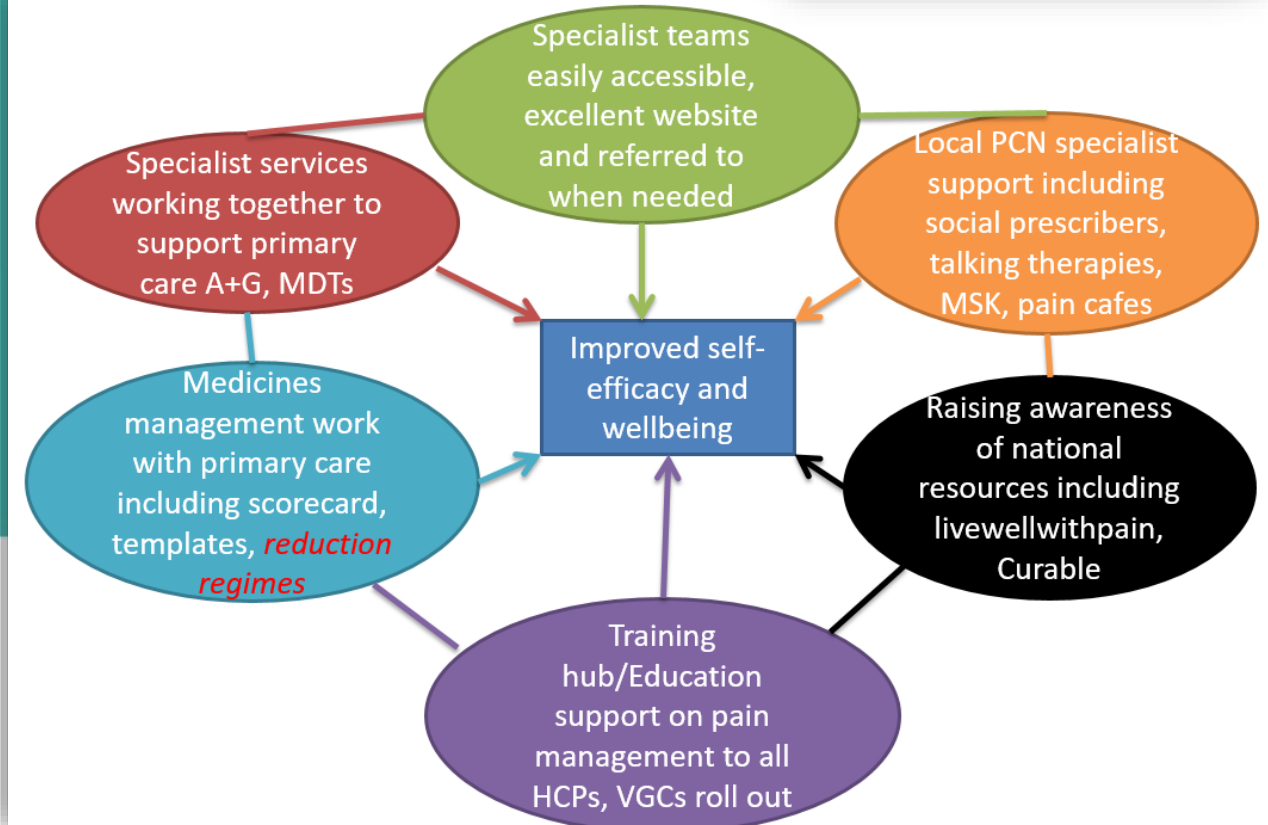 Specialist teams
easily accessible,
excellent website
and referred to
when needed
Specialist services
working together to
support primary
care A+G, MDTs
Local PCN specialist
support including
social prescribers,
talking therapies,
MSK, pain cafes
Improved self-
efficacy and
wellbeing
Medicines
management work
with primary care
including scorecard,
templates, reduction
regimes
Raising awareness
of national
resources including
livewellwithpain,
Curable
Training
hub/Education
support on pain
management to all
HCPs, VGCs roll out